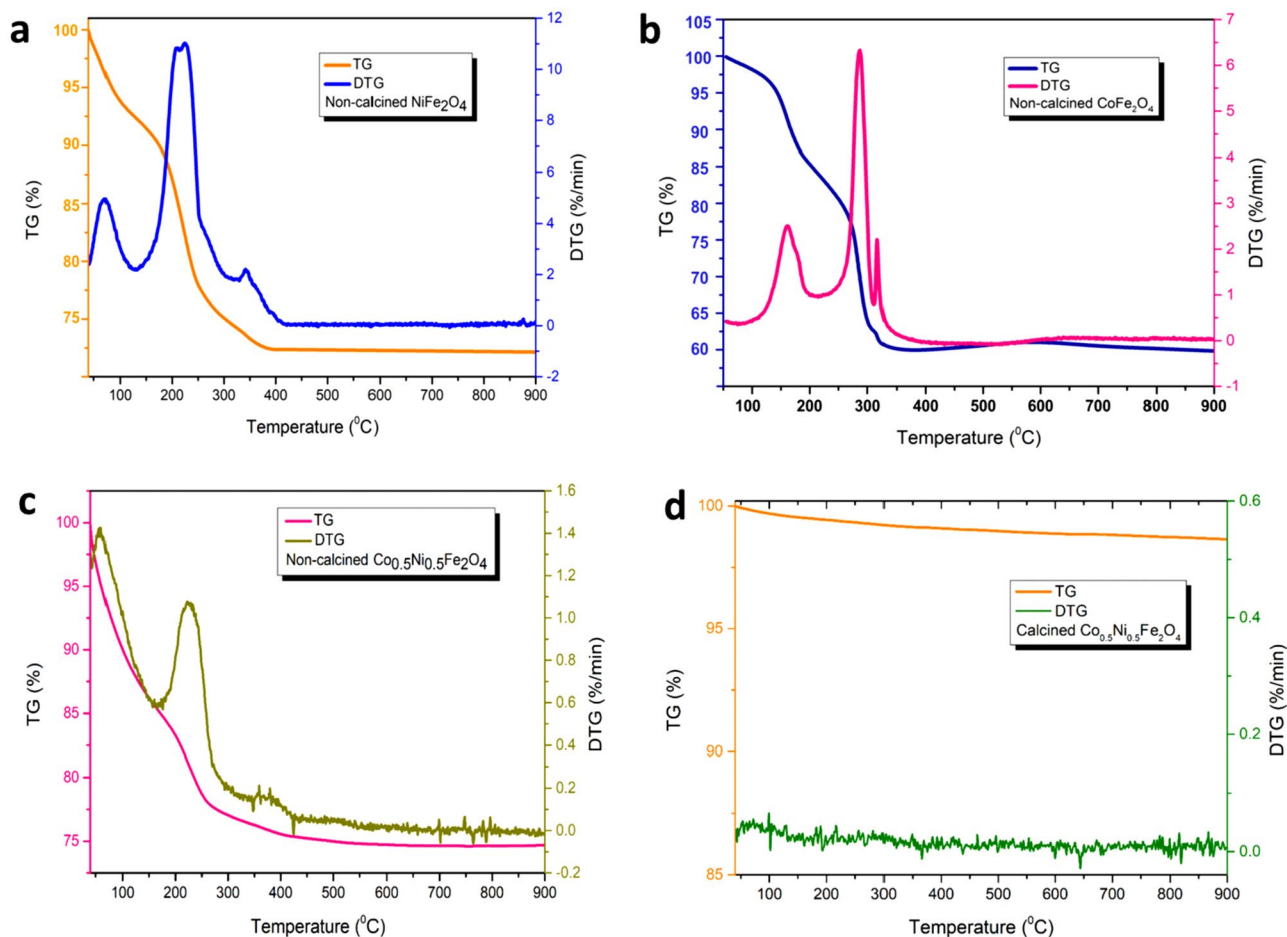 a
100
95
90
85
80
75
TG (%)
TG
DTG
Non-calcined NiFe2O4
12
10
8
6
4
2
0
-2
DTG (%/min)
100 200 300 400 500 600 700 800 900
Temperature (⁰C)
b
105
100
95
90
85
80
75
70
65
60
TG (%)
TG
DTG
Non-calcined CoFe₂O₄
7
6
5
4
3
2
1
0
-1
DTG (%/min)
100 200 300 400 500 600 700 800 900
Temperature (⁰C)
c
100
95
90
85
80
75
TG (%)
TG
DTG
Non-calcined Co0.5Ni0.5Fe2O4
1.6
1.4
1.2
1.0
0.8
0.6
0.4
0.2
0.0
-0.2
DTG (%/min)
100 200 300 400 500 600 700 800 900
Temperature (⁰C)
d
100
95
90
85
TG (%)
TG
DTG
Calcined Co₀.₅Ni₀.₅Fe₂O₄
0.6
0.4
0.2
0.0
DTG (%/min)
100 200 300 400 500 600 700 800 900
Temperature (⁰C)